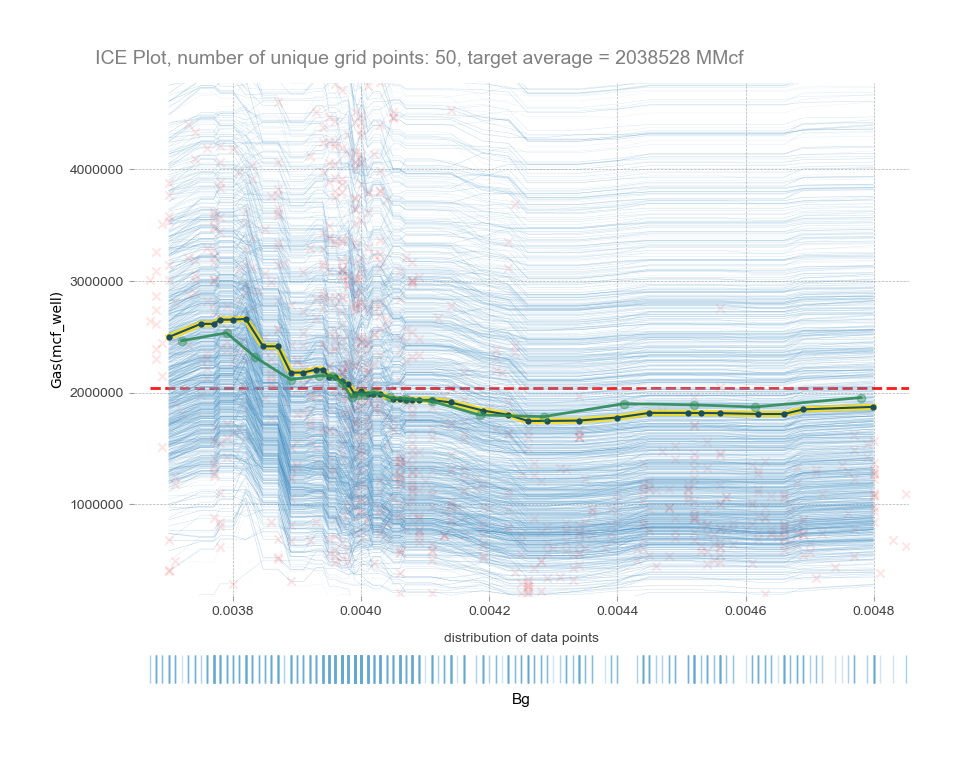 ICE Plot, number of unique grid points: 50, target average = 2038528 MMcf
Gas(mcf_well)
4000000
3000000
2000000
1000000
0.0038
0.0040
0.0042
0.0044
0.0046
0.0048
distribution of data points
Bg